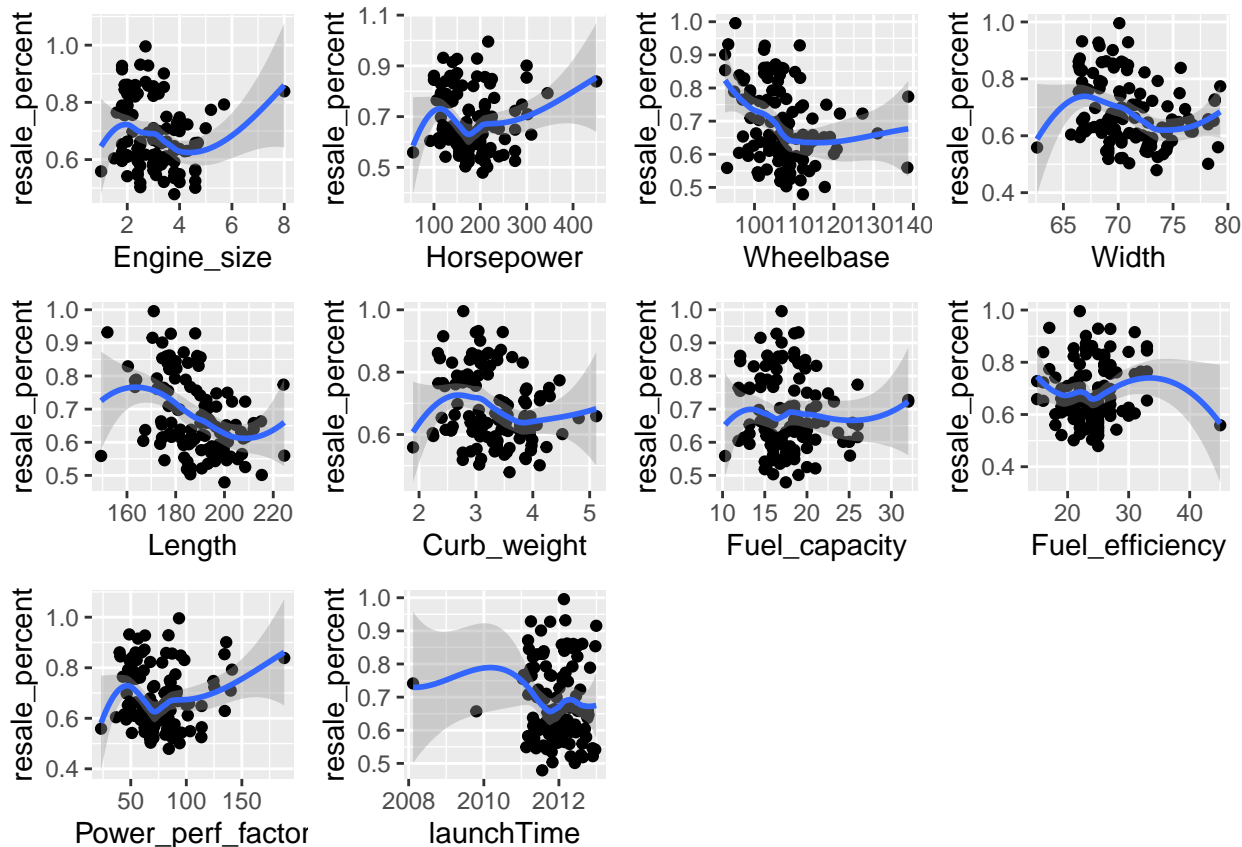 resale_percent
1.0
0.8
0.6
2 4 6 8
Engine_size
resale_percent
1.1
0.9
0.7
0.5
100 200 300 400
Horsepower
resale_percent
1.0
0.9
0.8
0.7
0.6
0.5
100 110 120 130 140
Wheelbase
resale_percent
1.0
0.8
0.6
0.4
65 70 75 80
Width
resale_percent
1.0
0.9
0.8
0.7
0.6
0.5
160 180 200 220
Length
resale_percent
1.0
0.8
0.6
2 3 4 5
Curb_weight
resale_percent
1.0
0.9
0.8
0.7
0.6
0.5
10 15 20 25 30
Fuel_capacity
resale_percent
1.0
0.8
0.6
0.4
20 30 40
Fuel_efficiency
resale_percent
1.0
0.8
0.6
0.4
50 100 150
Power_perf_factor
resale_percent
1.0
0.9
0.8
0.7
0.6
0.5
2008 2010 2012
launchTime